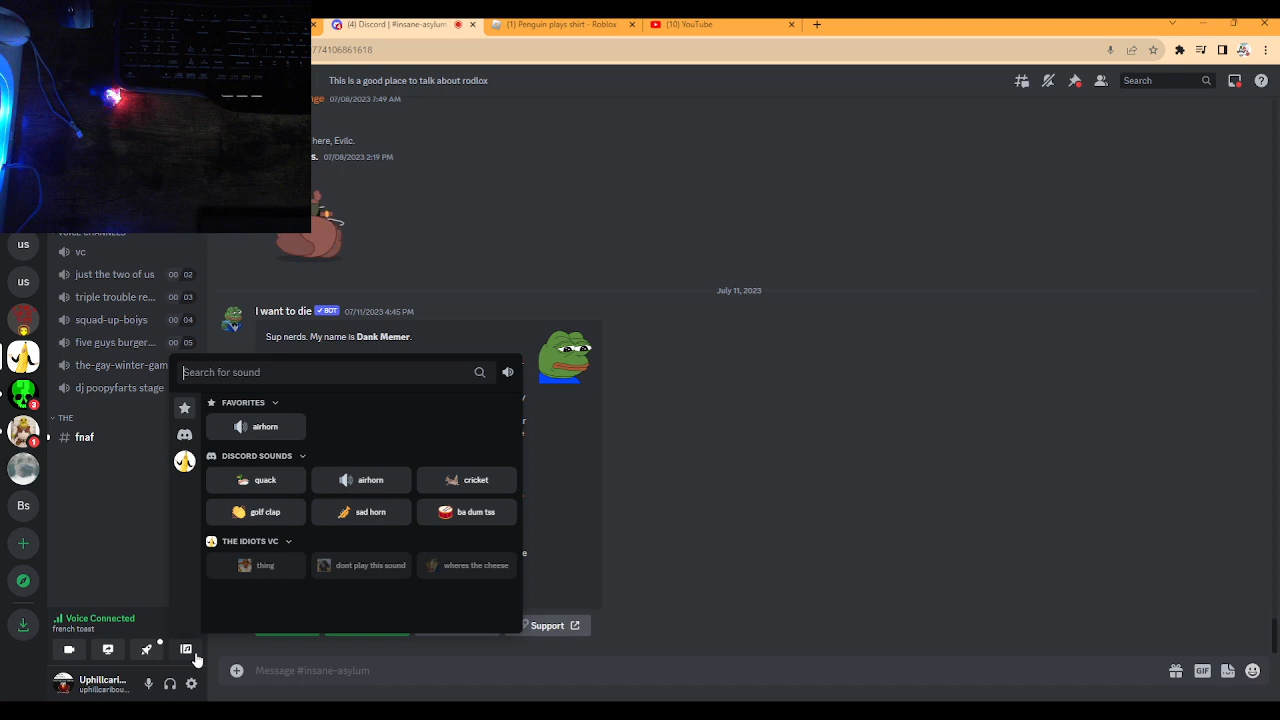 (4) Discord | #insane-asylum
(1) Penguin plays shirt - Roblox
(10) YouTube
774106861618
This is a good place to talk about rodlox
Search
nge 07/08/2023 7:49 AM
here, Evilc.
s. 07/08/2023 2:19 PM
VOICE CHANNELS
us
vc
us
just the two of us 00 02
triple trouble re... 00 03
squad-up-boiys 00 04
five guys burger... 00 05
the-gay-winter-gam
dj poopyfarts stage
THE
fnaf
3
1
Bs
July 11, 2023
I want to die BOT 07/11/2023 4:45 PM
Sup nerds. My name is Dank Memer.
Search for sound
FAVORITES
airhorn
DISCORD SOUNDS
quack airhorn cricket
golf clap sad horn ba dum tss
THE IDIOTS VC
thing dont play this sound wheres the cheese
Support
Voice Connected
french toast
Uphillcari...
uphillcaribou...
Message #insane-asylum
GIF